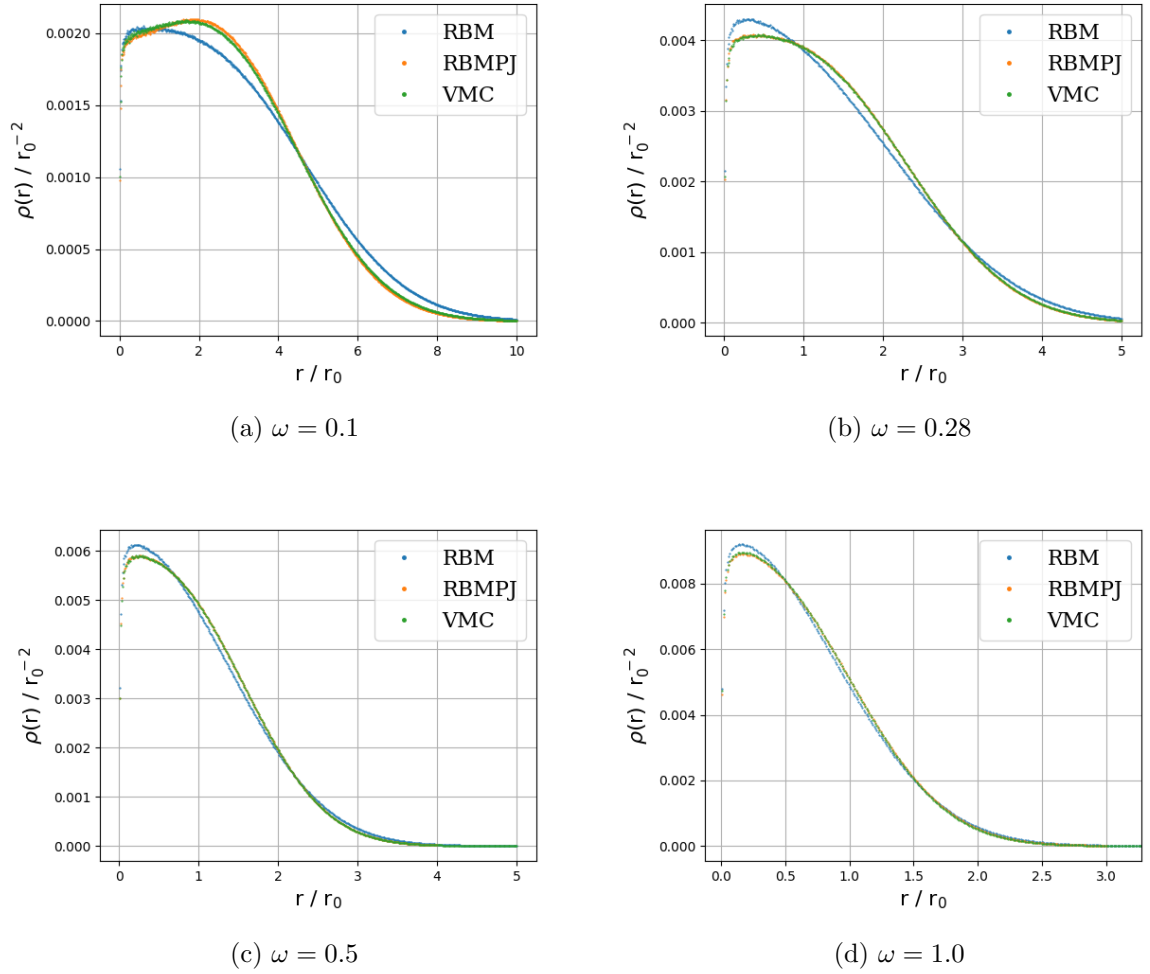 0.0020
0.0015
0.0010
0.0005
0.0000
0 2 4 6 8 10
ρ(r) / r₀⁻²
r / r₀
RBM
RBMPJ
VMC
(a) ω = 0.1
0.004
0.003
0.002
0.001
0.000
0 1 2 3 4 5
ρ(r) / r₀⁻²
r / r₀
RBM
RBMPJ
VMC
(b) ω = 0.28
0.006
0.005
0.004
0.003
0.002
0.001
0.000
0 1 2 3 4 5
ρ(r) / r₀⁻²
r / r₀
RBM
RBMPJ
VMC
(c) ω = 0.5
0.008
0.006
0.004
0.002
0.000
0.0 0.5 1.0 1.5 2.0 2.5 3.0
ρ(r) / r₀⁻²
r / r₀
RBM
RBMPJ
VMC
(d) ω = 1.0